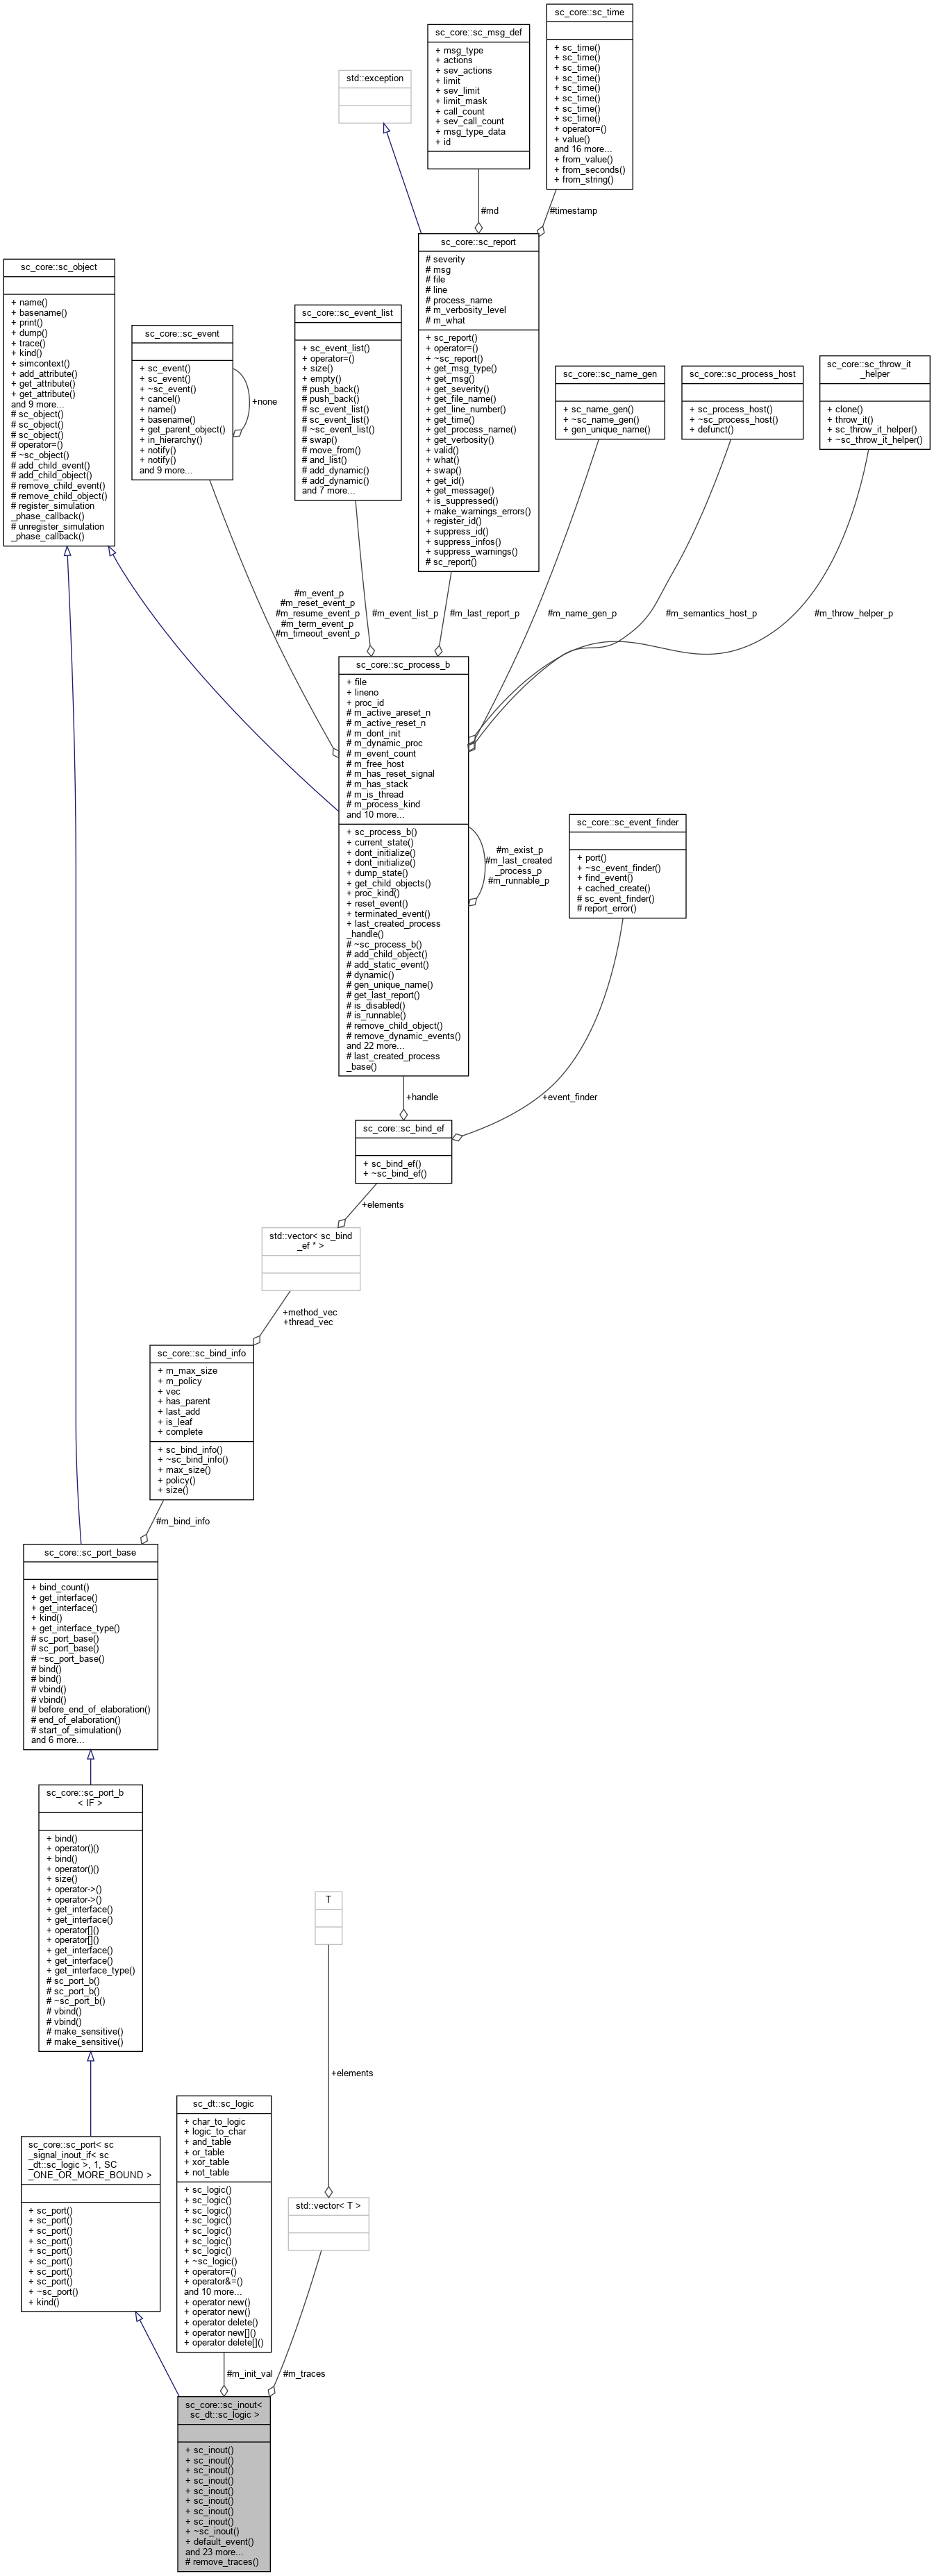 sc_core::sc_time
+ sc_time()
+ sc_time()
+ sc_time()
+ sc_time()
+ sc_time()
+ sc_time()
+ sc_time()
+ sc_time()
+ operator=()
+ value()
and 16 more...
+ from_value()
+ from_seconds()
+ from_string()
sc_core::sc_msg_def
+ msg_type
+ actions
+ sev_actions
+ limit
+ sev_limit
+ limit_mask
+ call_count
+ sev_call_count
+ msg_type_data
+ id
std::exception
#md
#timestamp
sc_core::sc_report
# severity
# msg
# file
# line
# process_name
# m_verbosity_level
# m_what
+ sc_report()
+ operator=()
+ ~sc_report()
+ get_msg_type()
+ get_msg()
+ get_severity()
+ get_file_name()
+ get_line_number()
+ get_time()
+ get_process_name()
+ get_verbosity()
+ valid()
+ what()
+ swap()
+ get_id()
+ get_message()
+ is_suppressed()
+ make_warnings_errors()
+ register_id()
+ suppress_id()
+ suppress_infos()
+ suppress_warnings()
# sc_report()
sc_core::sc_object
+ name()
+ basename()
+ print()
+ dump()
+ trace()
+ kind()
+ simcontext()
+ add_attribute()
+ get_attribute()
+ get_attribute()
and 9 more...
# sc_object()
# sc_object()
# sc_object()
# operator=()
# ~sc_object()
# add_child_event()
# add_child_object()
# remove_child_event()
# remove_child_object()
# register_simulation
_phase_callback()
# unregister_simulation
_phase_callback()
sc_core::sc_event
+ sc_event()
+ sc_event()
+ ~sc_event()
+ cancel()
+ name()
+ basename()
+ get_parent_object()
+ in_hierarchy()
+ notify()
+ notify()
and 9 more...
+none
sc_core::sc_event_list
+ sc_event_list()
+ operator=()
+ size()
+ empty()
# push_back()
# push_back()
# sc_event_list()
# sc_event_list()
# ~sc_event_list()
# swap()
# move_from()
# and_list()
# add_dynamic()
# add_dynamic()
and 7 more...
sc_core::sc_name_gen
+ sc_name_gen()
+ ~sc_name_gen()
+ gen_unique_name()
sc_core::sc_process_host
+ sc_process_host()
+ ~sc_process_host()
+ defunct()
sc_core::sc_throw_it
_helper
+ clone()
+ throw_it()
+ sc_throw_it_helper()
+ ~sc_throw_it_helper()
#m_event_p
#m_reset_event_p
#m_resume_event_p
#m_term_event_p
#m_timeout_event_p
#m_event_list_p
#m_last_report_p
#m_name_gen_p
#m_semantics_host_p
#m_throw_helper_p
sc_core::sc_process_b
+ file
+ lineno
+ proc_id
# m_active_areset_n
# m_active_reset_n
# m_dont_init
# m_dynamic_proc
# m_event_count
# m_free_host
# m_has_reset_signal
# m_has_stack
# m_is_thread
# m_process_kind
and 10 more...
+ sc_process_b()
+ current_state()
+ dont_initialize()
+ dont_initialize()
+ dump_state()
+ get_child_objects()
+ proc_kind()
+ reset_event()
+ terminated_event()
+ last_created_process
_handle()
# ~sc_process_b()
# add_child_object()
# add_static_event()
# dynamic()
# gen_unique_name()
# get_last_report()
# is_disabled()
# is_runnable()
# remove_child_object()
# remove_dynamic_events()
and 22 more...
# last_created_process
_base()
#m_exist_p
#m_last_created
_process_p
#m_runnable_p
sc_core::sc_event_finder
+ port()
+ ~sc_event_finder()
+ find_event()
+ cached_create()
# sc_event_finder()
# report_error()
+handle
+event_finder
sc_core::sc_bind_ef
+ sc_bind_ef()
+ ~sc_bind_ef()
+elements
std::vector< sc_bind
_ef * >
+method_vec
+thread_vec
sc_core::sc_bind_info
+ m_max_size
+ m_policy
+ vec
+ has_parent
+ last_add
+ is_leaf
+ complete
+ sc_bind_info()
+ ~sc_bind_info()
+ max_size()
+ policy()
+ size()
#m_bind_info
sc_core::sc_port_base
+ bind_count()
+ get_interface()
+ get_interface()
+ kind()
+ get_interface_type()
# sc_port_base()
# sc_port_base()
# ~sc_port_base()
# bind()
# bind()
# vbind()
# vbind()
# before_end_of_elaboration()
# end_of_elaboration()
# start_of_simulation()
and 6 more...
sc_core::sc_port_b
< IF >
+ bind()
+ operator()()
+ bind()
+ operator()()
+ size()
+ operator->()
+ operator->()
+ get_interface()
+ get_interface()
+ operator[]()
+ operator[]()
+ get_interface()
+ get_interface()
+ get_interface_type()
# sc_port_b()
# sc_port_b()
# ~sc_port_b()
# vbind()
# vbind()
# make_sensitive()
# make_sensitive()
T
+elements
sc_core::sc_port< sc
_signal_inout_if< sc
_dt::sc_logic >, 1, SC
_ONE_OR_MORE_BOUND >
+ sc_port()
+ sc_port()
+ sc_port()
+ sc_port()
+ sc_port()
+ sc_port()
+ sc_port()
+ sc_port()
+ ~sc_port()
+ kind()
sc_dt::sc_logic
+ char_to_logic
+ logic_to_char
+ and_table
+ or_table
+ xor_table
+ not_table
+ sc_logic()
+ sc_logic()
+ sc_logic()
+ sc_logic()
+ sc_logic()
+ sc_logic()
+ sc_logic()
+ ~sc_logic()
+ operator=()
+ operator&=()
and 10 more...
+ operator new()
+ operator new()
+ operator delete()
+ operator new[]()
+ operator delete[]()
std::vector< T >
#m_init_val
#m_traces
sc_core::sc_inout<
sc_dt::sc_logic >
+ sc_inout()
+ sc_inout()
+ sc_inout()
+ sc_inout()
+ sc_inout()
+ sc_inout()
+ sc_inout()
+ sc_inout()
+ ~sc_inout()
+ default_event()
and 23 more...
# remove_traces()